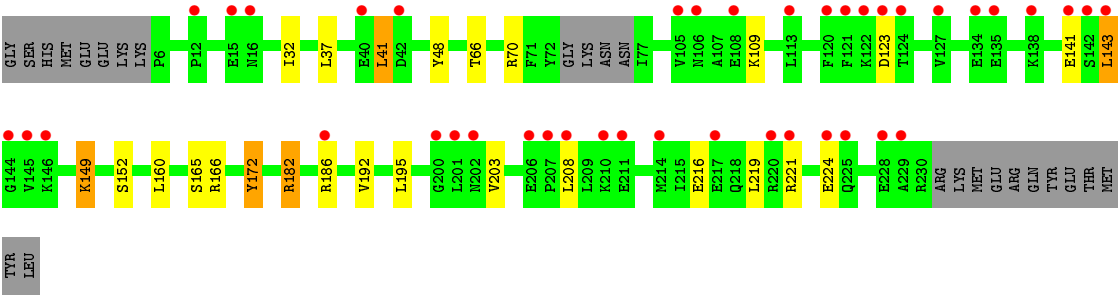 GLY SER HIS MET GLU GLU LYS LYS P6 P12 E15 N16 I32 L37 E40 L41 D42 Y48 T66 R70 F71 Y72 GLY LYS ASN ASN I77 V105 N106 A107 E108 K109 L113 F120 F121 K122 D123 T124 V127 E134 E135 K138 E141 S142 L143
G144 V145 K146 K149 S152 L160 S165 R166 Y172 R182 R186 V192 L195 G200 L201 N202 V203 E206 P207 L208 L209 K210 E211 M214 I215 E216 E217 Q218 L219 R220 R221 E224 Q225 E228 A229 R230 ARG LYS MET GLU ARG GLN TYR GLU THR MET
TYR LEU